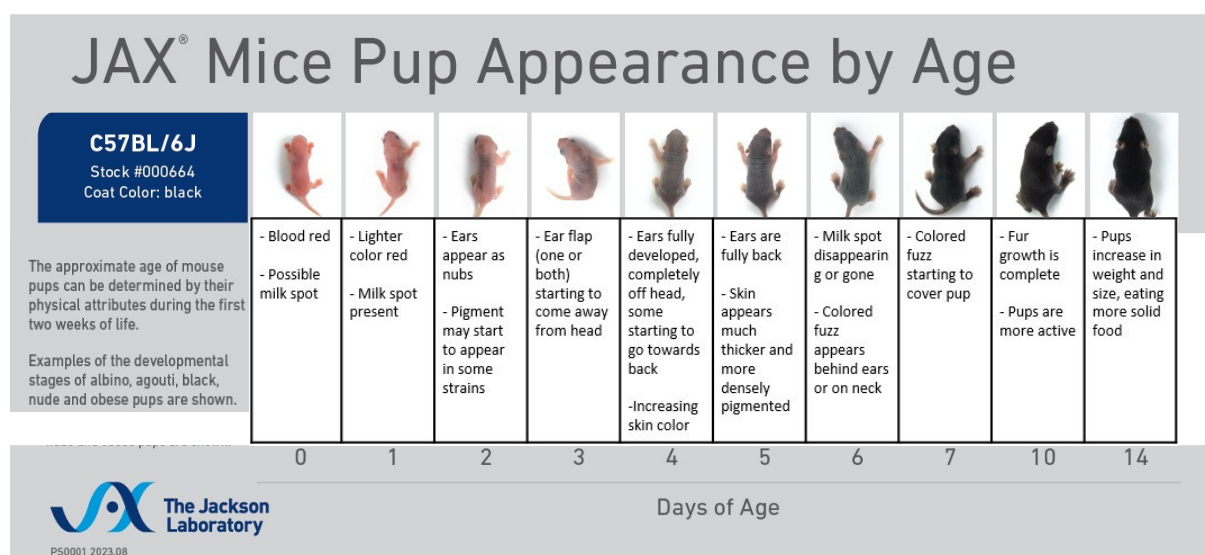 JAX® Mice Pup Appearance by Age
C57BL/6J
Stock #000664
Coat Color: black
The approximate age of mouse
pups can be determined by their
physical attributes during the first
two weeks of life.
Examples of the developmental
stages of albino, agouti, black,
nude and obese pups are shown.
- Blood red
- Possible
milk spot
- Lighter
color red
- Milk spot
present
- Ears
appear as
nubs
- Pigment
may start
to appear
in some
strains
- Ear flap
(one or
both)
starting to
come away
from head
- Ears fully
developed,
completely
off head,
some
starting to
go towards
back
-Increasing
skin color
- Ears are
fully back
- Skin
appears
much
thicker and
more
densely
pigmented
- Milk spot
disappearin
g or gone
- Colored
fuzz
appears
behind ears
or on neck
- Colored
fuzz
starting to
cover pup
- Fur
growth is
complete
- Pups are
more active
- Pups
increase in
weight and
size, eating
more solid
food
nude and obese pups are shown.
0 1 2 3 4 5 6 7 10 14
Days of Age
The Jackson
Laboratory
PS0001 2023.08